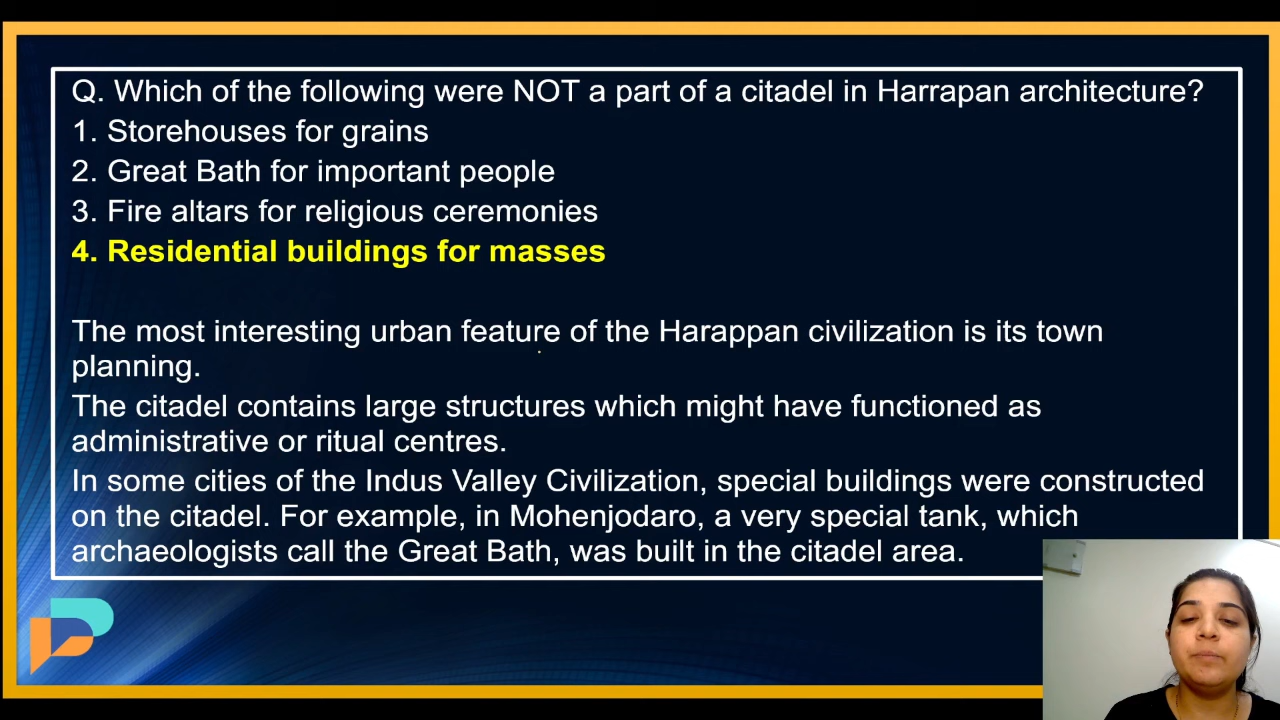 Q. Which of the following were NOT a part of a citadel in Harrapan architecture?
1. Storehouses for grains
2. Great Bath for important people
3. Fire altars for religious ceremonies
4. Residential buildings for masses
The most interesting urban feature of the Harappan civilization is its town
planning.
The citadel contains large structures which might have functioned as
administrative or ritual centres.
In some cities of the Indus Valley Civilization, special buildings were constructed
on the citadel. For example, in Mohenjodaro, a very special tank, which
archaeologists call the Great Bath, was built in the citadel area.